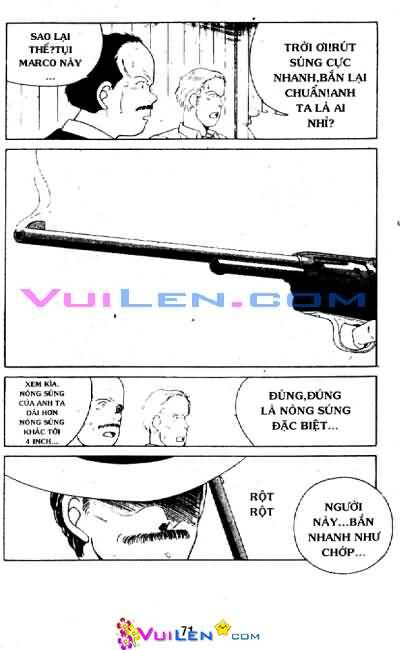 SAO LẠI
THẾ?TỤI
MARCO NÀY
...
TRỜI ƠI!RÚT
SÚNG CỰC
NHANH,BẮN LẠI
CHUẨN!ANH
TA LÀ AI
NHỈ?
VUILEN.COM
XEM KÌA,
NÒNG SÚNG
CỦA ANH TA
DÀI HƠN
NÒNG SÚNG
KHÁC TỚI
4 INCH...
ĐÚNG,ĐÚNG
LÀ NÒNG SÚNG
ĐẶC BIỆT...
RỘT
RỘT
NGƯỜI
NÀY...BẮN
NHANH NHƯ
CHỚP...
71
VUILEN.COM